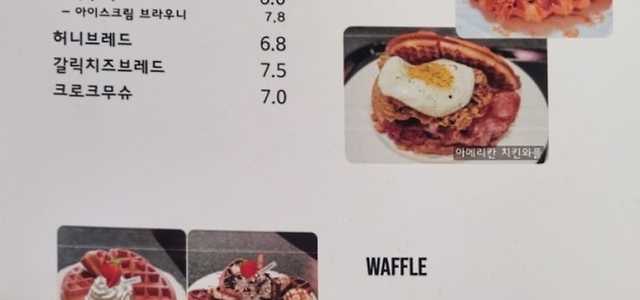 – 아이스크림 브라우니 7.8
허니브레드 6.8
갈릭치즈브레드 7.5
크로크무슈 7.0
아메리칸 치킨와플
WAFFLE